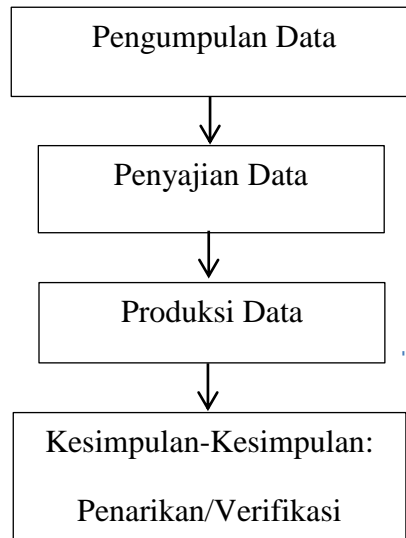 Pengumpulan Data
Penyajian Data
Produksi Data
Kesimpulan-Kesimpulan:
Penarikan/Verifikasi